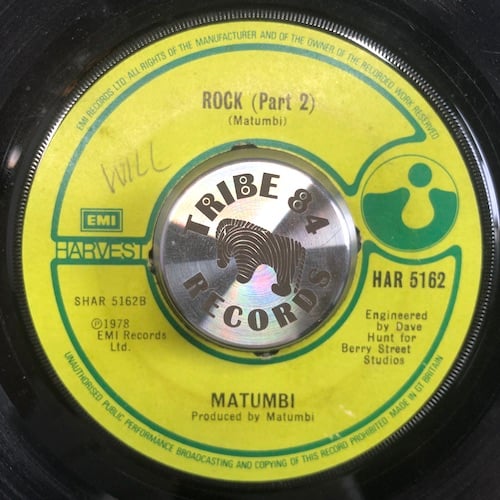 EMI RECORDS LTD ALL RIGHTS OF THE MANUFACTURER AND OF THE OWNER OF THE RECORDED WORK RESERVED
ROCK (Part 2)
(Matumbi)
WILL
TRIBE 84
RECORDS
EMI
HARVEST
HAR 5162
SHAR 5162B
Ⓟ1978
EMI Records
Ltd.
Engineered
by Dave
Hunt for
Berry Street
Studios
MATUMBI
Produced by Matumbi
UNAUTHORISED PUBLIC PERFORMANCE BROADCASTING AND COPYING OF THIS RECORD PROHIBITED. MADE IN GT BRITAIN